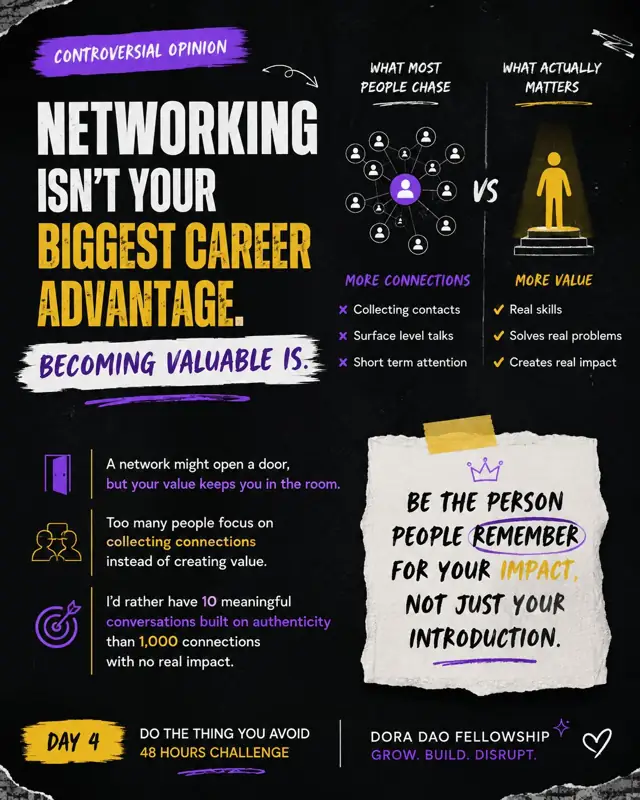 CONTROVERSIAL OPINION
NETWORKING
ISN'T YOUR
BIGGEST CAREER
ADVANTAGE.
BECOMING VALUABLE IS.
WHAT MOST
PEOPLE CHASE
VS
WHAT ACTUALLY
MATTERS
MORE CONNECTIONS
x Collecting contacts
x Surface level talks
x Short term attention
MORE VALUE
✓ Real skills
✓ Solves real problems
✓ Creates real impact
A network might open a door,
but your value keeps you in the room.
Too many people focus on
collecting connections
instead of creating value.
I'd rather have 10 meaningful
conversations built on authenticity
than 1,000 connections
with no real impact.
BE THE PERSON
PEOPLE REMEMBER
FOR YOUR IMPACT,
NOT JUST YOUR
INTRODUCTION.
DAY 4
DO THE THING YOU AVOID
48 HOURS CHALLENGE
DORA DAO FELLOWSHIP
GROW. BUILD. DISRUPT.